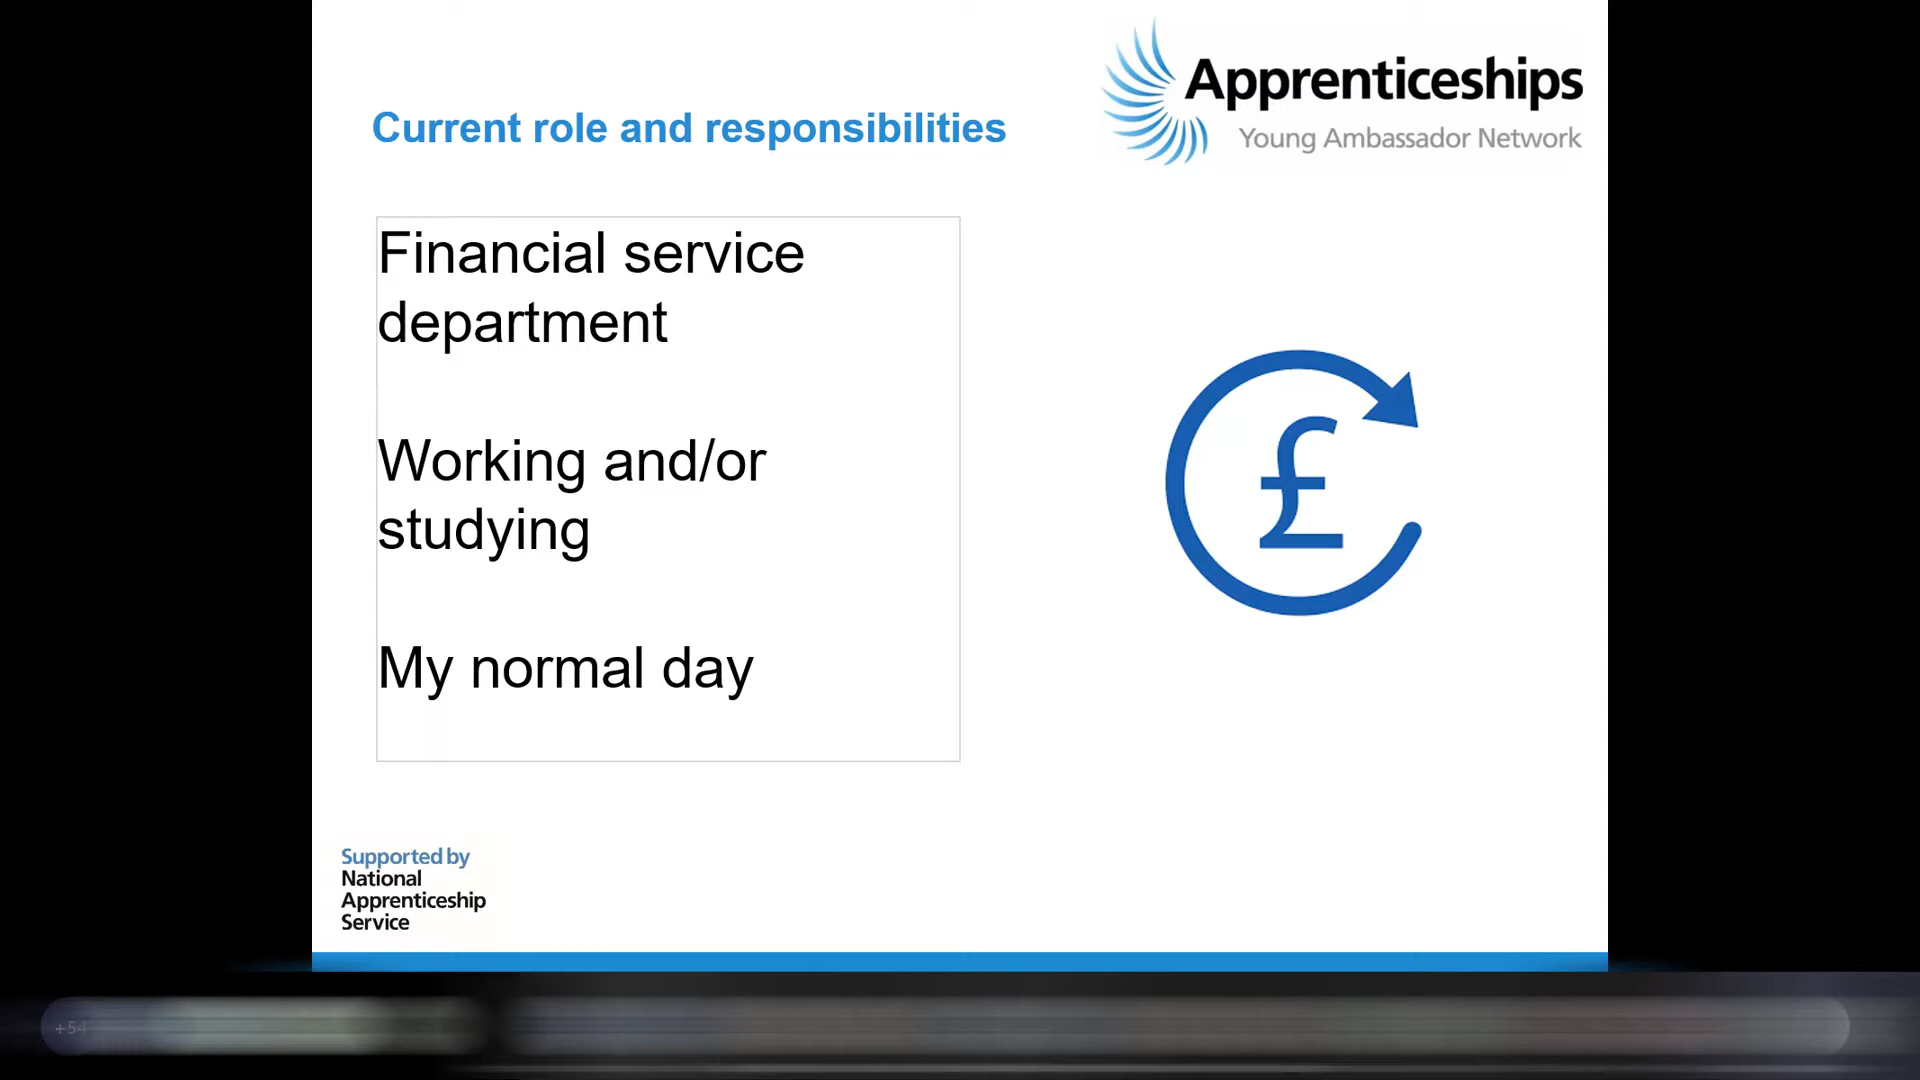 Apprenticeships
Young Ambassador Network
Current role and responsibilities
Financial service
department
Working and/or
studying
£
My normal day
Supported by
National
Apprenticeship
Service
+54